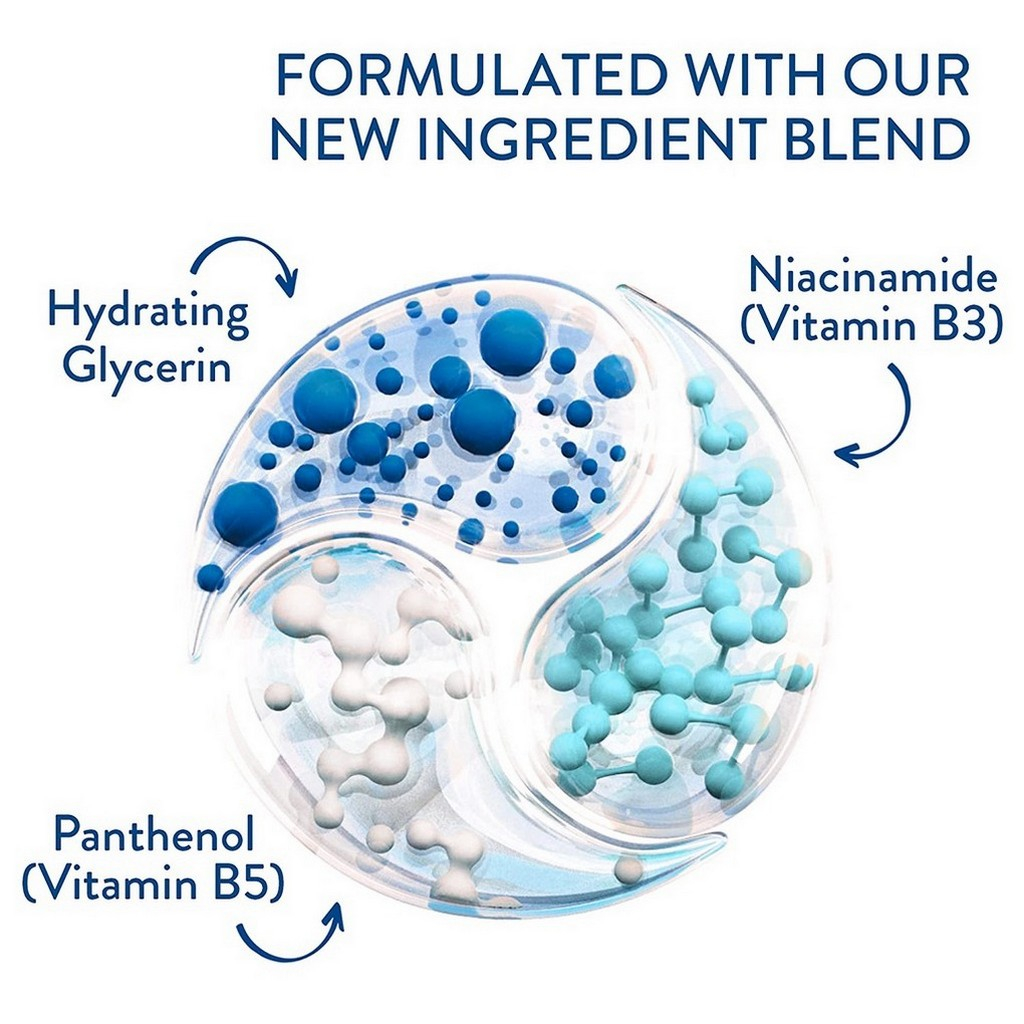 FORMULATED WITH OUR
NEW INGREDIENT BLEND
Hydrating
Glycerin
Niacinamide
(Vitamin B3)
Panthenol
(Vitamin B5)